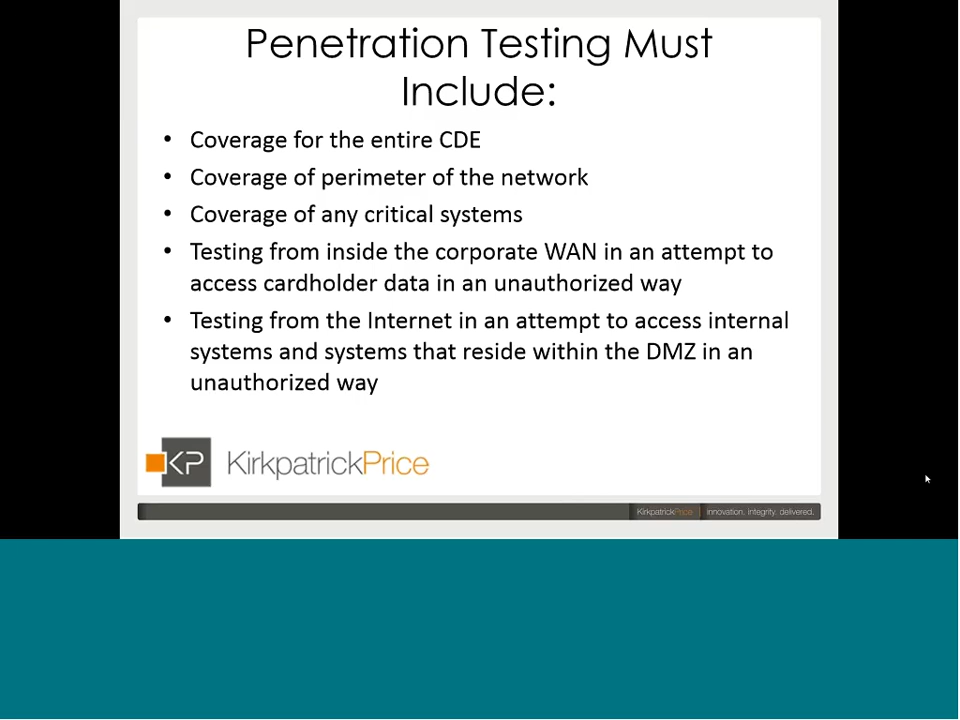 Penetration Testing Must
Include:
• Coverage for the entire CDE
• Coverage of perimeter of the network
• Coverage of any critical systems
• Testing from inside the corporate WAN in an attempt to
access cardholder data in an unauthorized way
• Testing from the Internet in an attempt to access internal
systems and systems that reside within the DMZ in an
unauthorized way
KP KirkpatrickPrice
KirkpatrickPrice innovation. integrity. delivered.